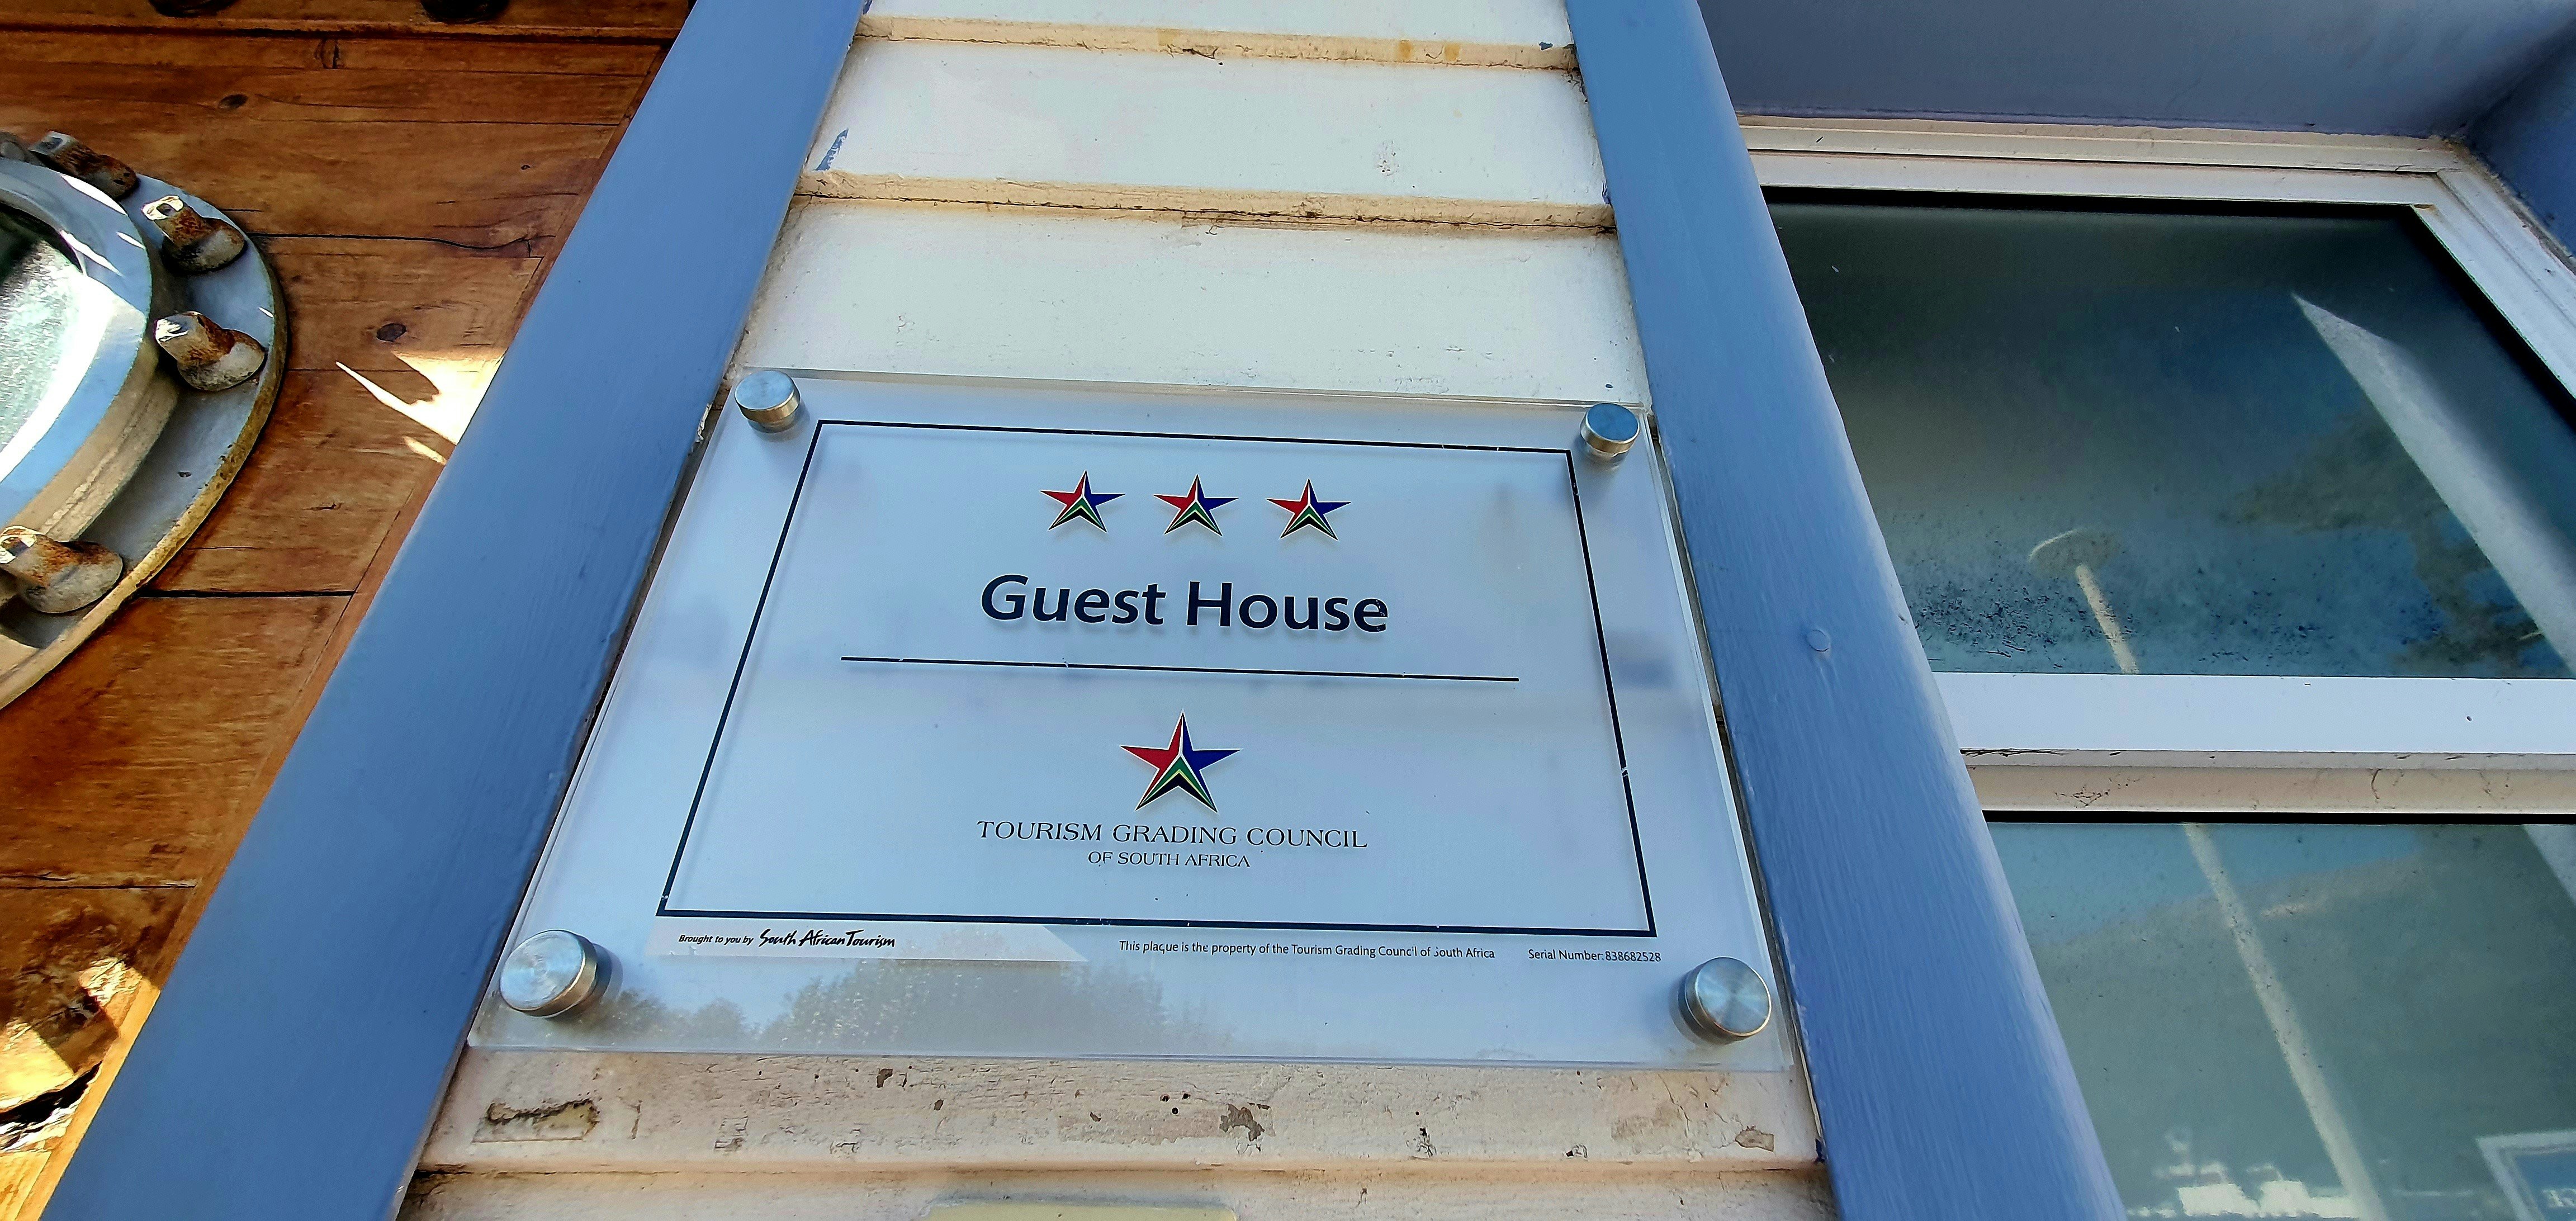 Guest House
TOURISM GRADING COUNCIL
OF SOUTH AFRICA
Brought to you by South African Tourism
This plaque is the property of the Tourism Grading Council of South Africa
Serial Number: 838682528